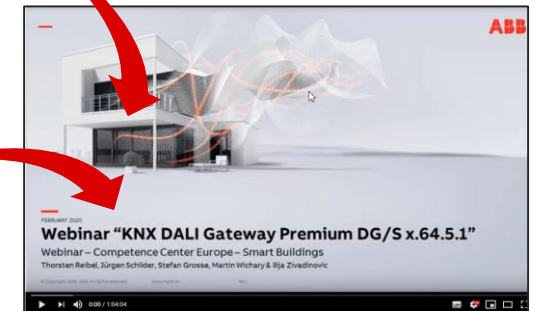 ABB
FEBRUARY 2020
Webinar “KNX DALI Gateway Premium DG/S x.64.5.1”
Webinar – Competence Center Europe – Smart Buildings
Thorsten Reibel, Jürgen Schilder, Stefan Grosse, Martin Wichary & Ilija Zivadinovic
0:00 / 1:04:04